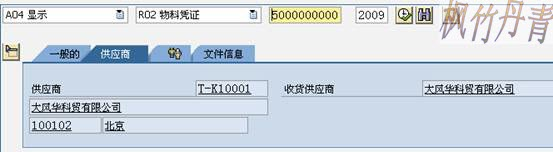 A04 显示 R02 物料凭证 5000000000 2009
枫竹丹青
一般的 供应商 文件信息
供应商 T-K10001 收货供应商 大凤华科贸有限公司
大凤华科贸有限公司
100102 北京